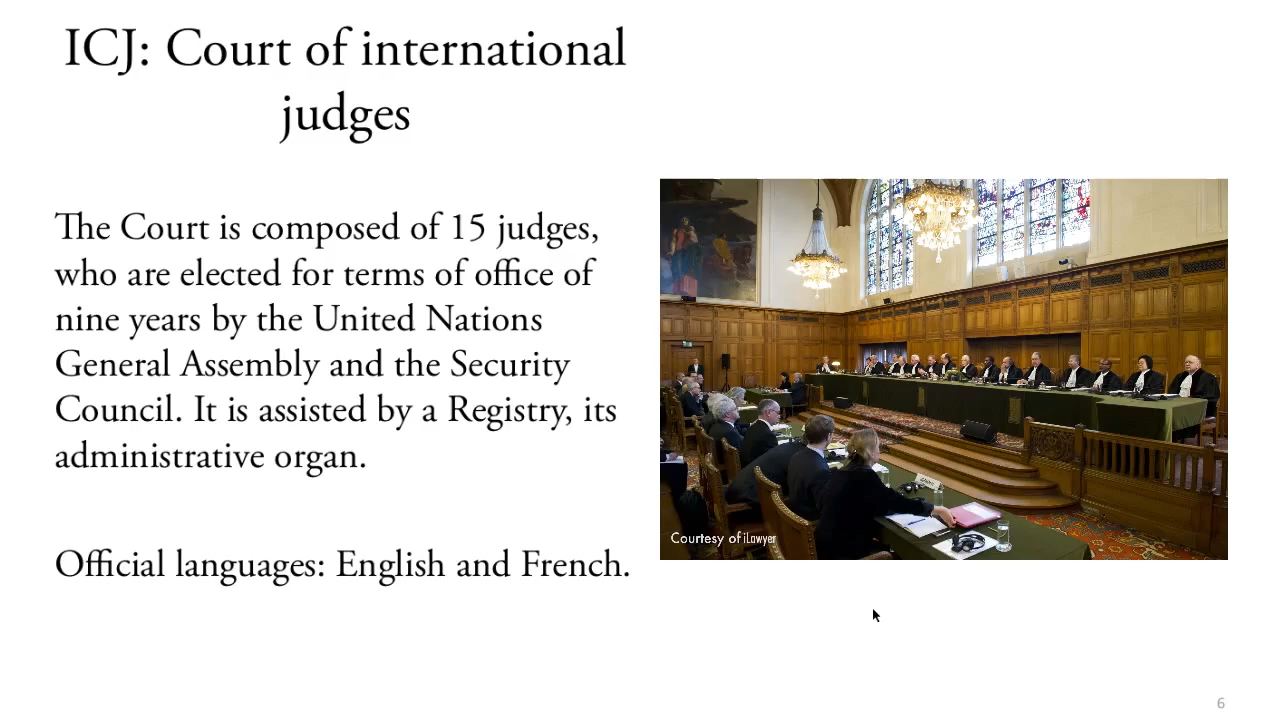 ICJ: Court of international
judges
The Court is composed of 15 judges,
who are elected for terms of office of
nine years by the United Nations
General Assembly and the Security
Council. It is assisted by a Registry, its
administrative organ.
Official languages: English and French.
Courtesy of iLawyer
6